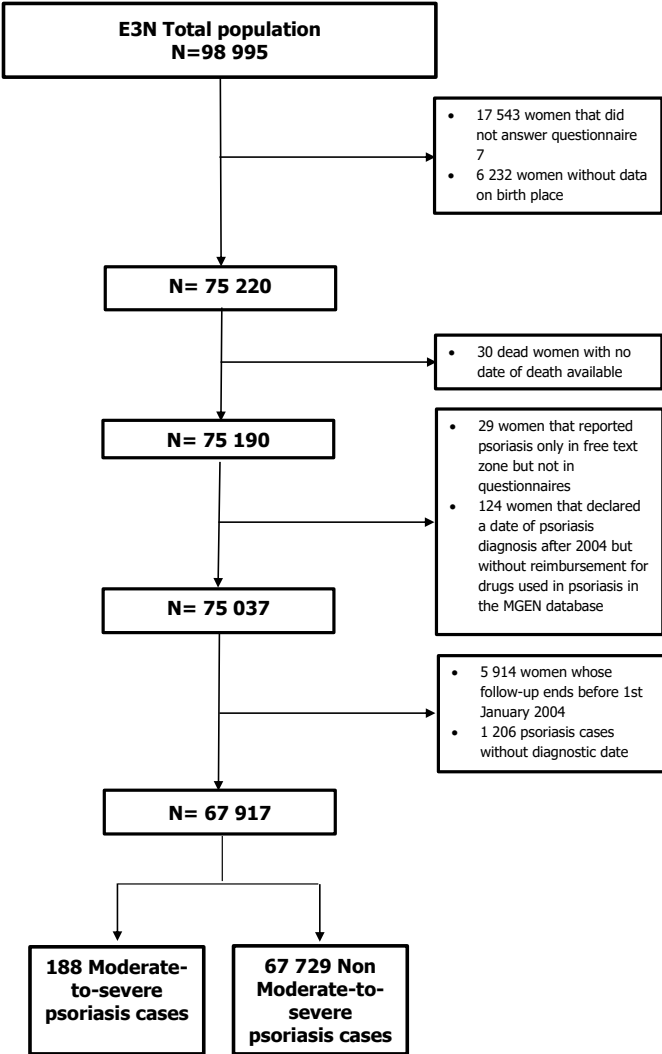 E3N Total population
N=98 995
• 17 543 women that did
not answer questionnaire
7
• 6 232 women without data
on birth place
N= 75 220
• 30 dead women with no
date of death available
N= 75 190
• 29 women that reported
psoriasis only in free text
zone but not in
questionnaires
• 124 women that declared
a date of psoriasis
diagnosis after 2004 but
without reimbursement for
drugs used in psoriasis in
the MGEN database
N= 75 037
• 5 914 women whose
follow-up ends before 1st
January 2004
• 1 206 psoriasis cases
without diagnostic date
N= 67 917
188 Moderate-
to-severe
psoriasis cases
67 729 Non
Moderate-to-
severe
psoriasis cases